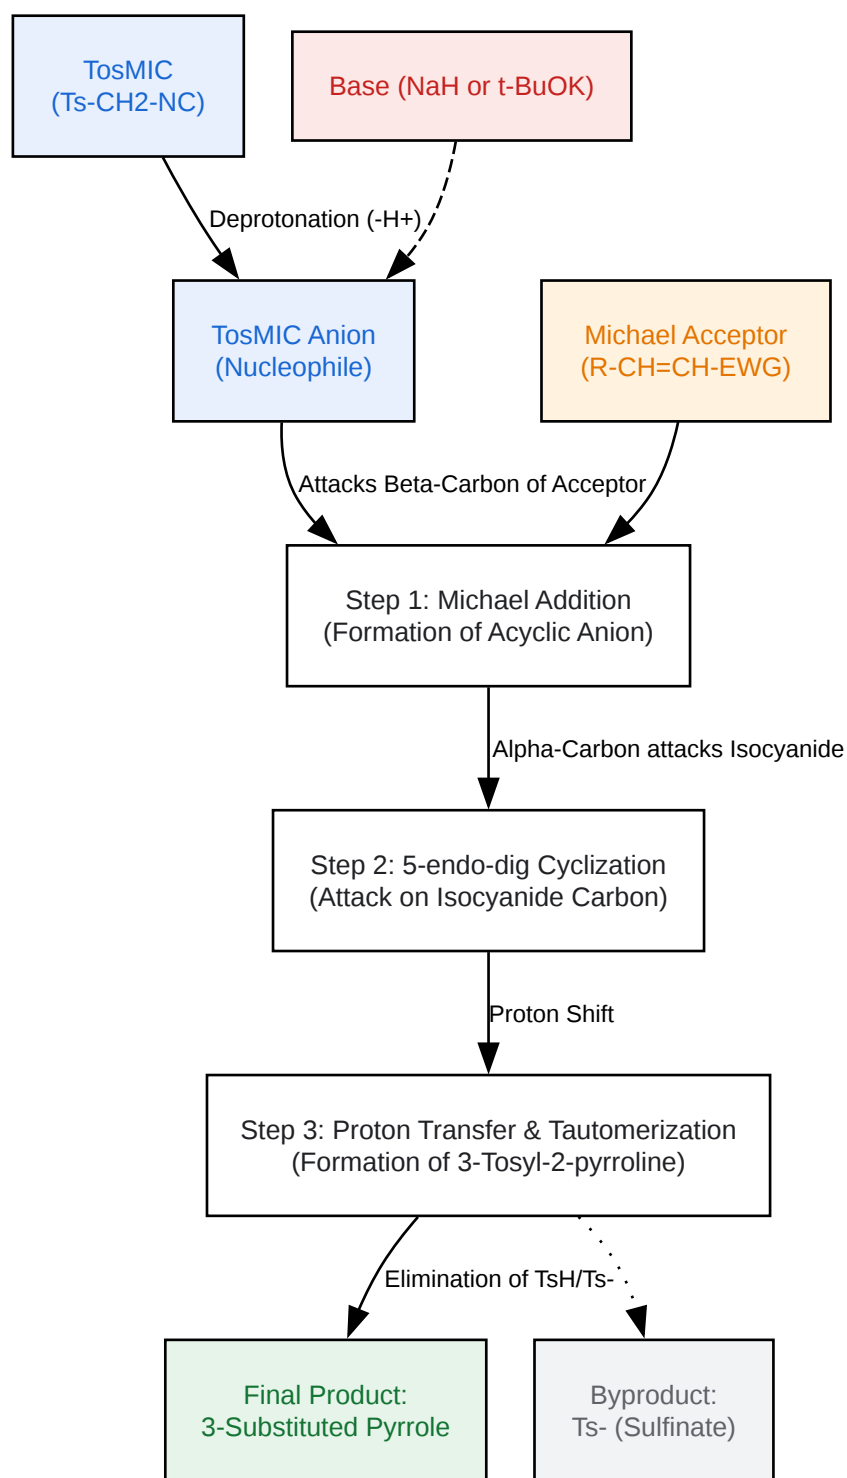 TosMIC
(Ts-CH2-NC)
Base (NaH or t-BuOK)
Deprotonation (-H+)
TosMIC Anion
(Nucleophile)
Michael Acceptor
(R-CH=CH-EWG)
Attacks Beta-Carbon of Acceptor
Step 1: Michael Addition
(Formation of Acyclic Anion)
Alpha-Carbon attacks Isocyanide
Step 2: 5-endo-dig Cyclization
(Attack on Isocyanide Carbon)
Proton Shift
Step 3: Proton Transfer & Tautomerization
(Formation of 3-Tosyl-2-pyrroline)
Elimination of TsH/Ts-
Final Product:
3-Substituted Pyrrole
Byproduct:
Ts- (Sulfinate)